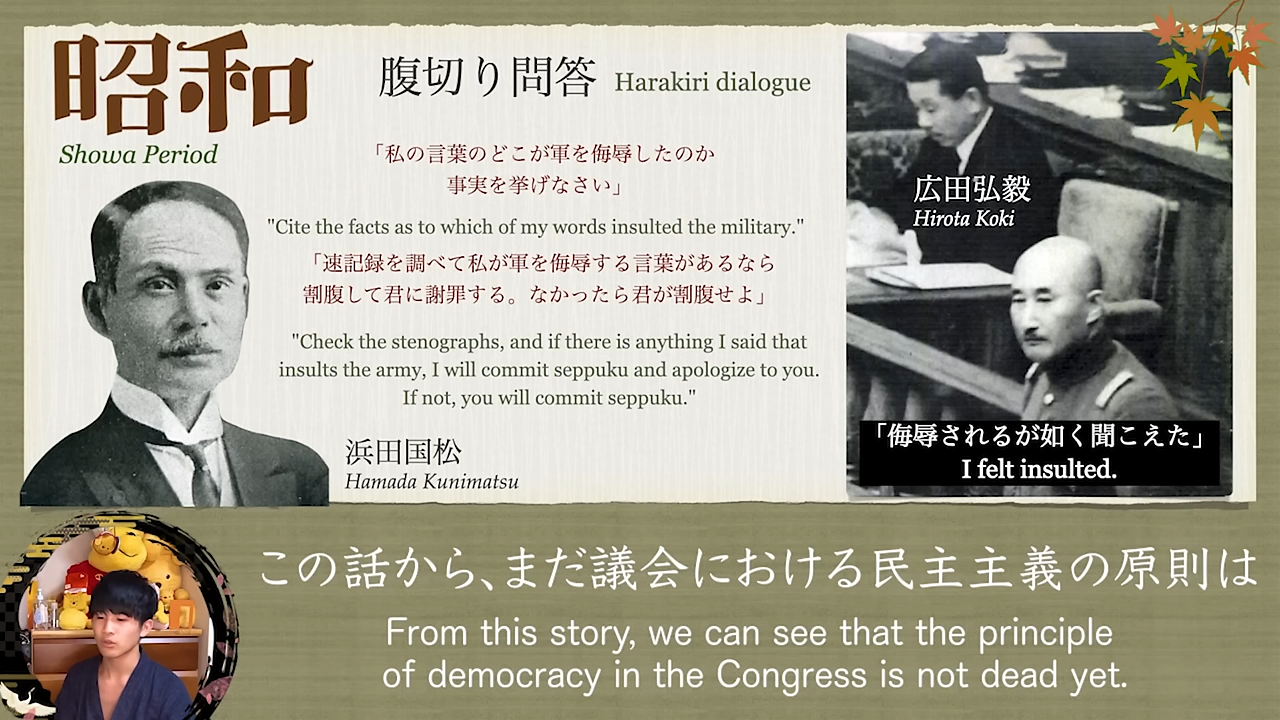 昭和
Showa Period
腹切り問答 Harakiri dialogue
「私の言葉のどこが軍を侮辱したのか
事実を挙げなさい」
"Cite the facts as to which of my words insulted the military."
「速記録を調べて私が軍を侮辱する言葉があるなら
割腹して君に謝罪する。なかったら君が割腹せよ」
"Check the stenographs, and if there is anything I said that
insults the army, I will commit seppuku and apologize to you.
If not, you will commit seppuku."
浜田国松
Hamada Kunimatsu
広田弘毅
Hirota Koki
「侮辱されるが如く聞こえた」
I felt insulted.
この話から、まだ議会における民主主義の原則は
From this story, we can see that the principle
of democracy in the Congress is not dead yet.